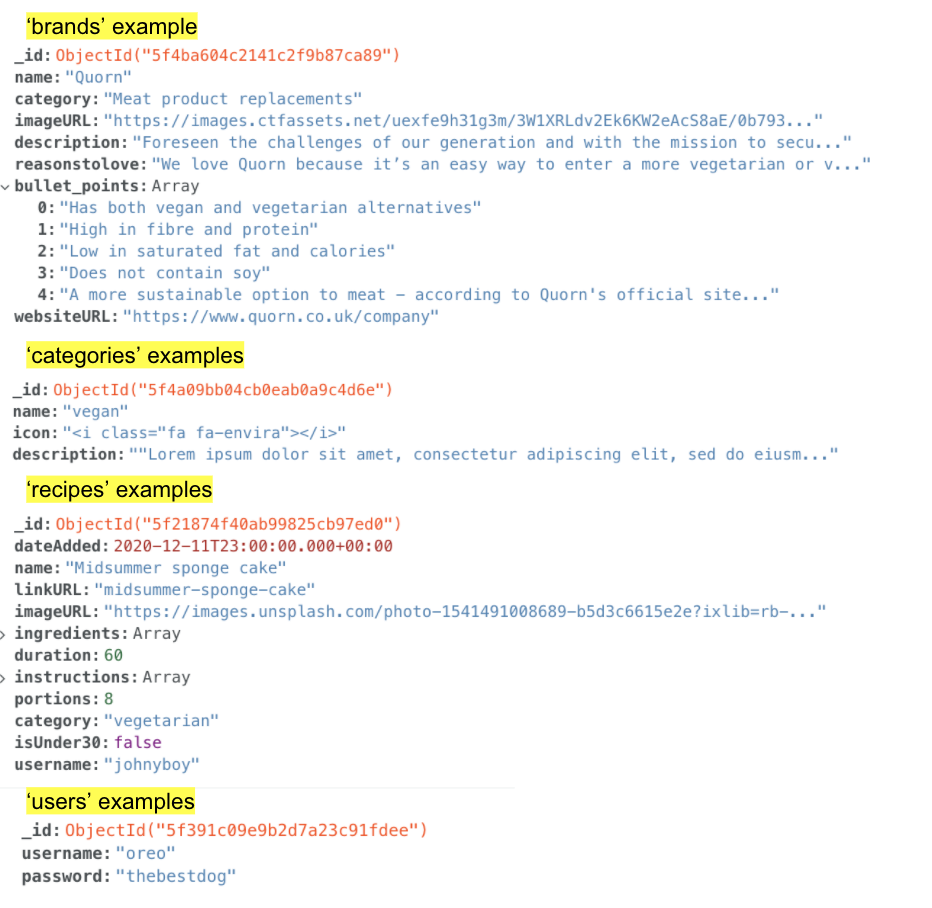 ‘brands’ example
_id: ObjectId("5f4ba604c2141c2f9b87ca89")
name: "Quorn"
category: "Meat product replacements"
imageURL: "https://images.ctfassets.net/uexfe9h31g3m/3W1XRLdv2Ek6KW2eAcS8aE/0b793..."
description: "Foreseen the challenges of our generation and with the mission to secu..."
reasonstolove: "We love Quorn because it’s an easy way to enter a more vegetarian or v..."
bullet_points: Array
0: "Has both vegan and vegetarian alternatives"
1: "High in fibre and protein"
2: "Low in saturated fat and calories"
3: "Does not contain soy"
4: "A more sustainable option to meat – according to Quorn's official site..."
websiteURL: "https://www.quorn.co.uk/company"
‘categories’ examples
_id: ObjectId("5f4a09bb04cb0eab0a9c4d6e")
name: "vegan"
icon: "<i class="fa fa-envira"></i>"
description: ""Lorem ipsum dolor sit amet, consectetur adipiscing elit, sed do eiusm..."
‘recipes’ examples
_id: ObjectId("5f21874f40ab99825cb97ed0")
dateAdded: 2020-12-11T23:00:00.000+00:00
name: "Midsummer sponge cake"
linkURL: "midsummer-sponge-cake"
imageURL: "https://images.unsplash.com/photo-1541491008689-b5d3c6615e2e?ixlib=rb-..."
ingredients: Array
duration: 60
instructions: Array
portions: 8
category: "vegetarian"
isUnder30: false
username: "johnyboy"
‘users’ examples
_id: ObjectId("5f391c09e9b2d7a23c91fdee")
username: "oreo"
password: "thebestdog"